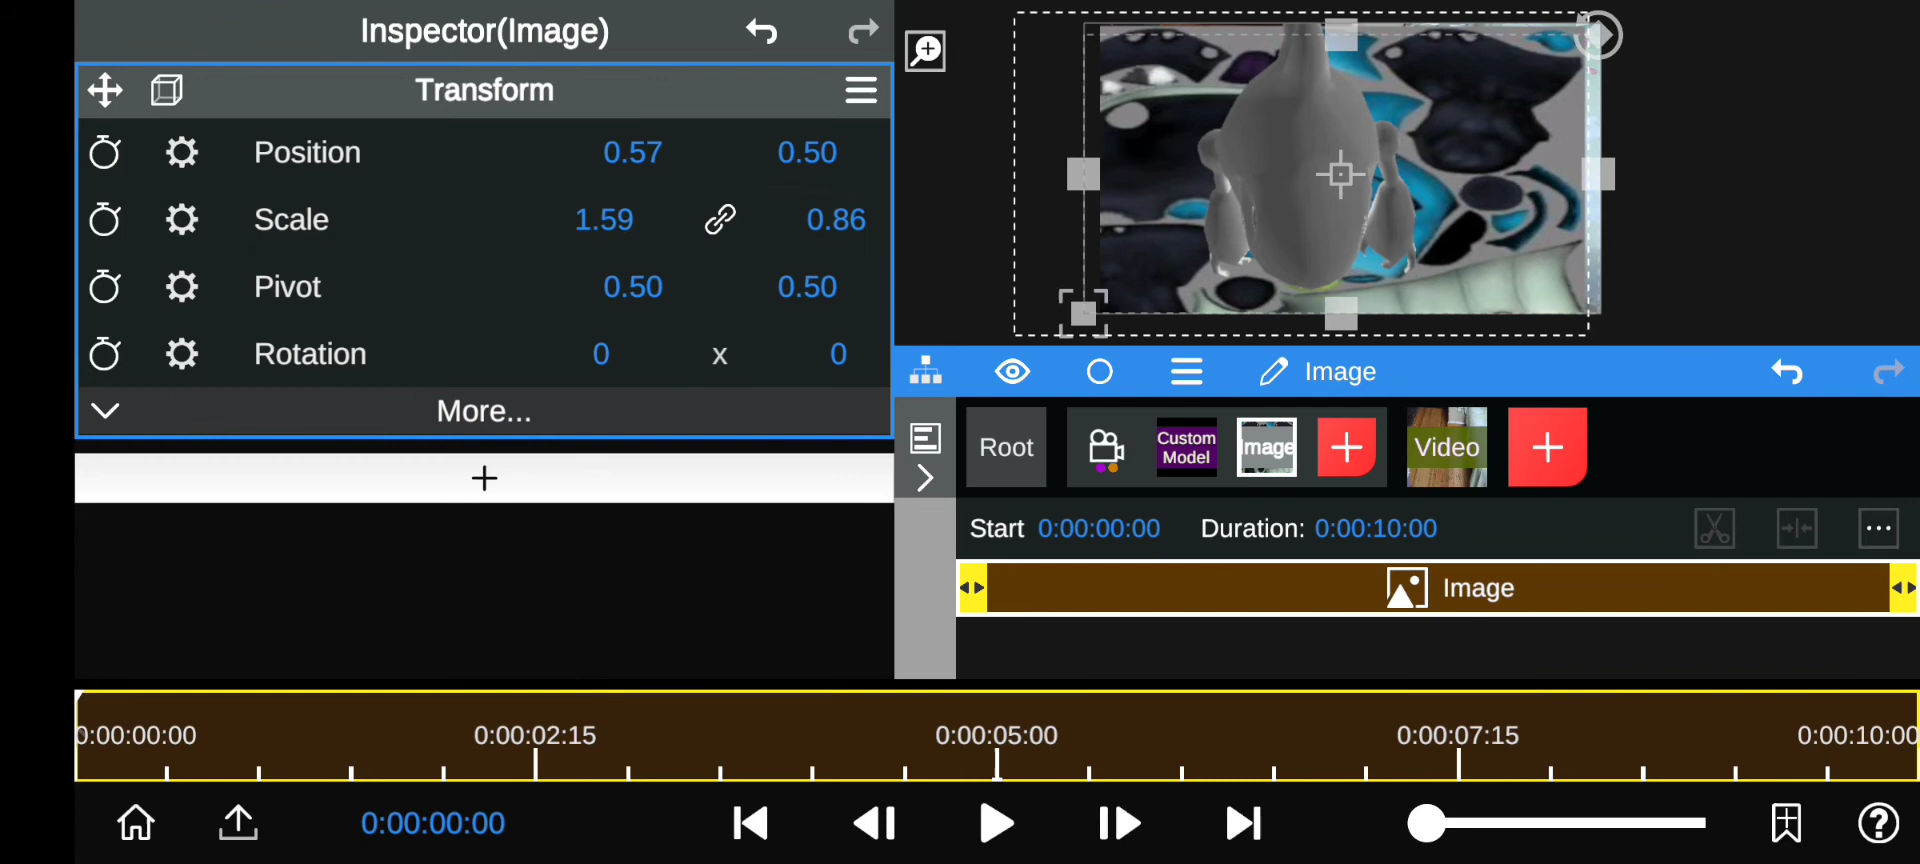 Inspector(Image)
Transform
Position 0.57 0.50
Scale 1.59 0.86
Pivot 0.50 0.50
Rotation 0 x 0
More...
+
Image
Root
Custom
Model
Image
+
Video
+
Start 0:00:00:00 Duration: 0:00:10:00
Image
0:00:00:00 0:00:02:15 0:00:05:00 0:00:07:15 0:00:10:00
0:00:00:00